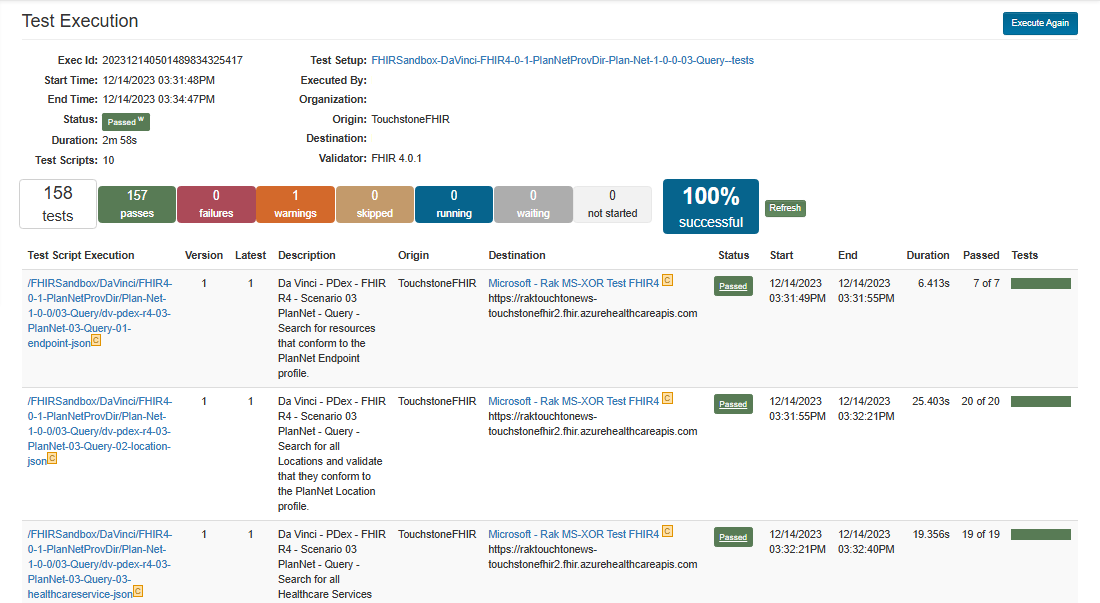 Test Execution
Execute Again
Exec Id: 20231214050148983432​5417
Start Time: 12/14/2023 03:31:48PM
End Time: 12/14/2023 03:34:47PM
Status: Passed W
Duration: 2m 58s
Test Scripts: 10
Test Setup: FHIRSandbox-DaVinci-FHIR4-0-1-PlanNetProvDir-Plan-Net-1-0-0-03-Query--tests
Executed By:
Organization:
Origin: TouchstoneFHIR
Destination:
Validator: FHIR 4.0.1
158 tests
157 passes
0 failures
1 warnings
0 skipped
0 running
0 waiting
0 not started
100% successful
Refresh
Test Script Execution Version Latest Description Origin Destination Status Start End Duration Passed Tests
/FHIRSandbox/DaVinci/FHIR4- 1 1 Da Vinci - PDex - FHIR TouchstoneFHIR Microsoft - Rak MS-XOR Test FHIR4 C Passed 12/14/2023 12/14/2023 6.413s 7 of 7
0-1-PlanNetProvDir/Plan-Net- R4 - Scenario 03 https://raktouchtonews- 03:31:49PM 03:31:55PM
1-0-0/03-Query/dv-pdex-r4-03- PlanNet - Query - touchstonefhir2.fhir.azurehealthcareapis.com
PlanNet-03-Query-01- Search for resources
endpoint-json C that conform to the
PlanNet Endpoint
profile.
/FHIRSandbox/DaVinci/FHIR4- 1 1 Da Vinci - PDex - FHIR TouchstoneFHIR Microsoft - Rak MS-XOR Test FHIR4 C Passed 12/14/2023 12/14/2023 25.403s 20 of 20
0-1-PlanNetProvDir/Plan-Net- R4 - Scenario 03 https://raktouchtonews- 03:31:55PM 03:32:21PM
1-0-0/03-Query/dv-pdex-r4-03- PlanNet - Query - touchstonefhir2.fhir.azurehealthcareapis.com
PlanNet-03-Query-02-location- Search for all
json C Locations and validate
that they conform to
the PlanNet Location
profile.
/FHIRSandbox/DaVinci/FHIR4- 1 1 Da Vinci - PDex - FHIR TouchstoneFHIR Microsoft - Rak MS-XOR Test FHIR4 C Passed 12/14/2023 12/14/2023 19.356s 19 of 19
0-1-PlanNetProvDir/Plan-Net- R4 - Scenario 03 https://raktouchtonews- 03:32:21PM 03:32:40PM
1-0-0/03-Query/dv-pdex-r4-03- PlanNet - Query - touchstonefhir2.fhir.azurehealthcareapis.com
PlanNet-03-Query-03- Search for all
healthcareservice-json C Healthcare Services